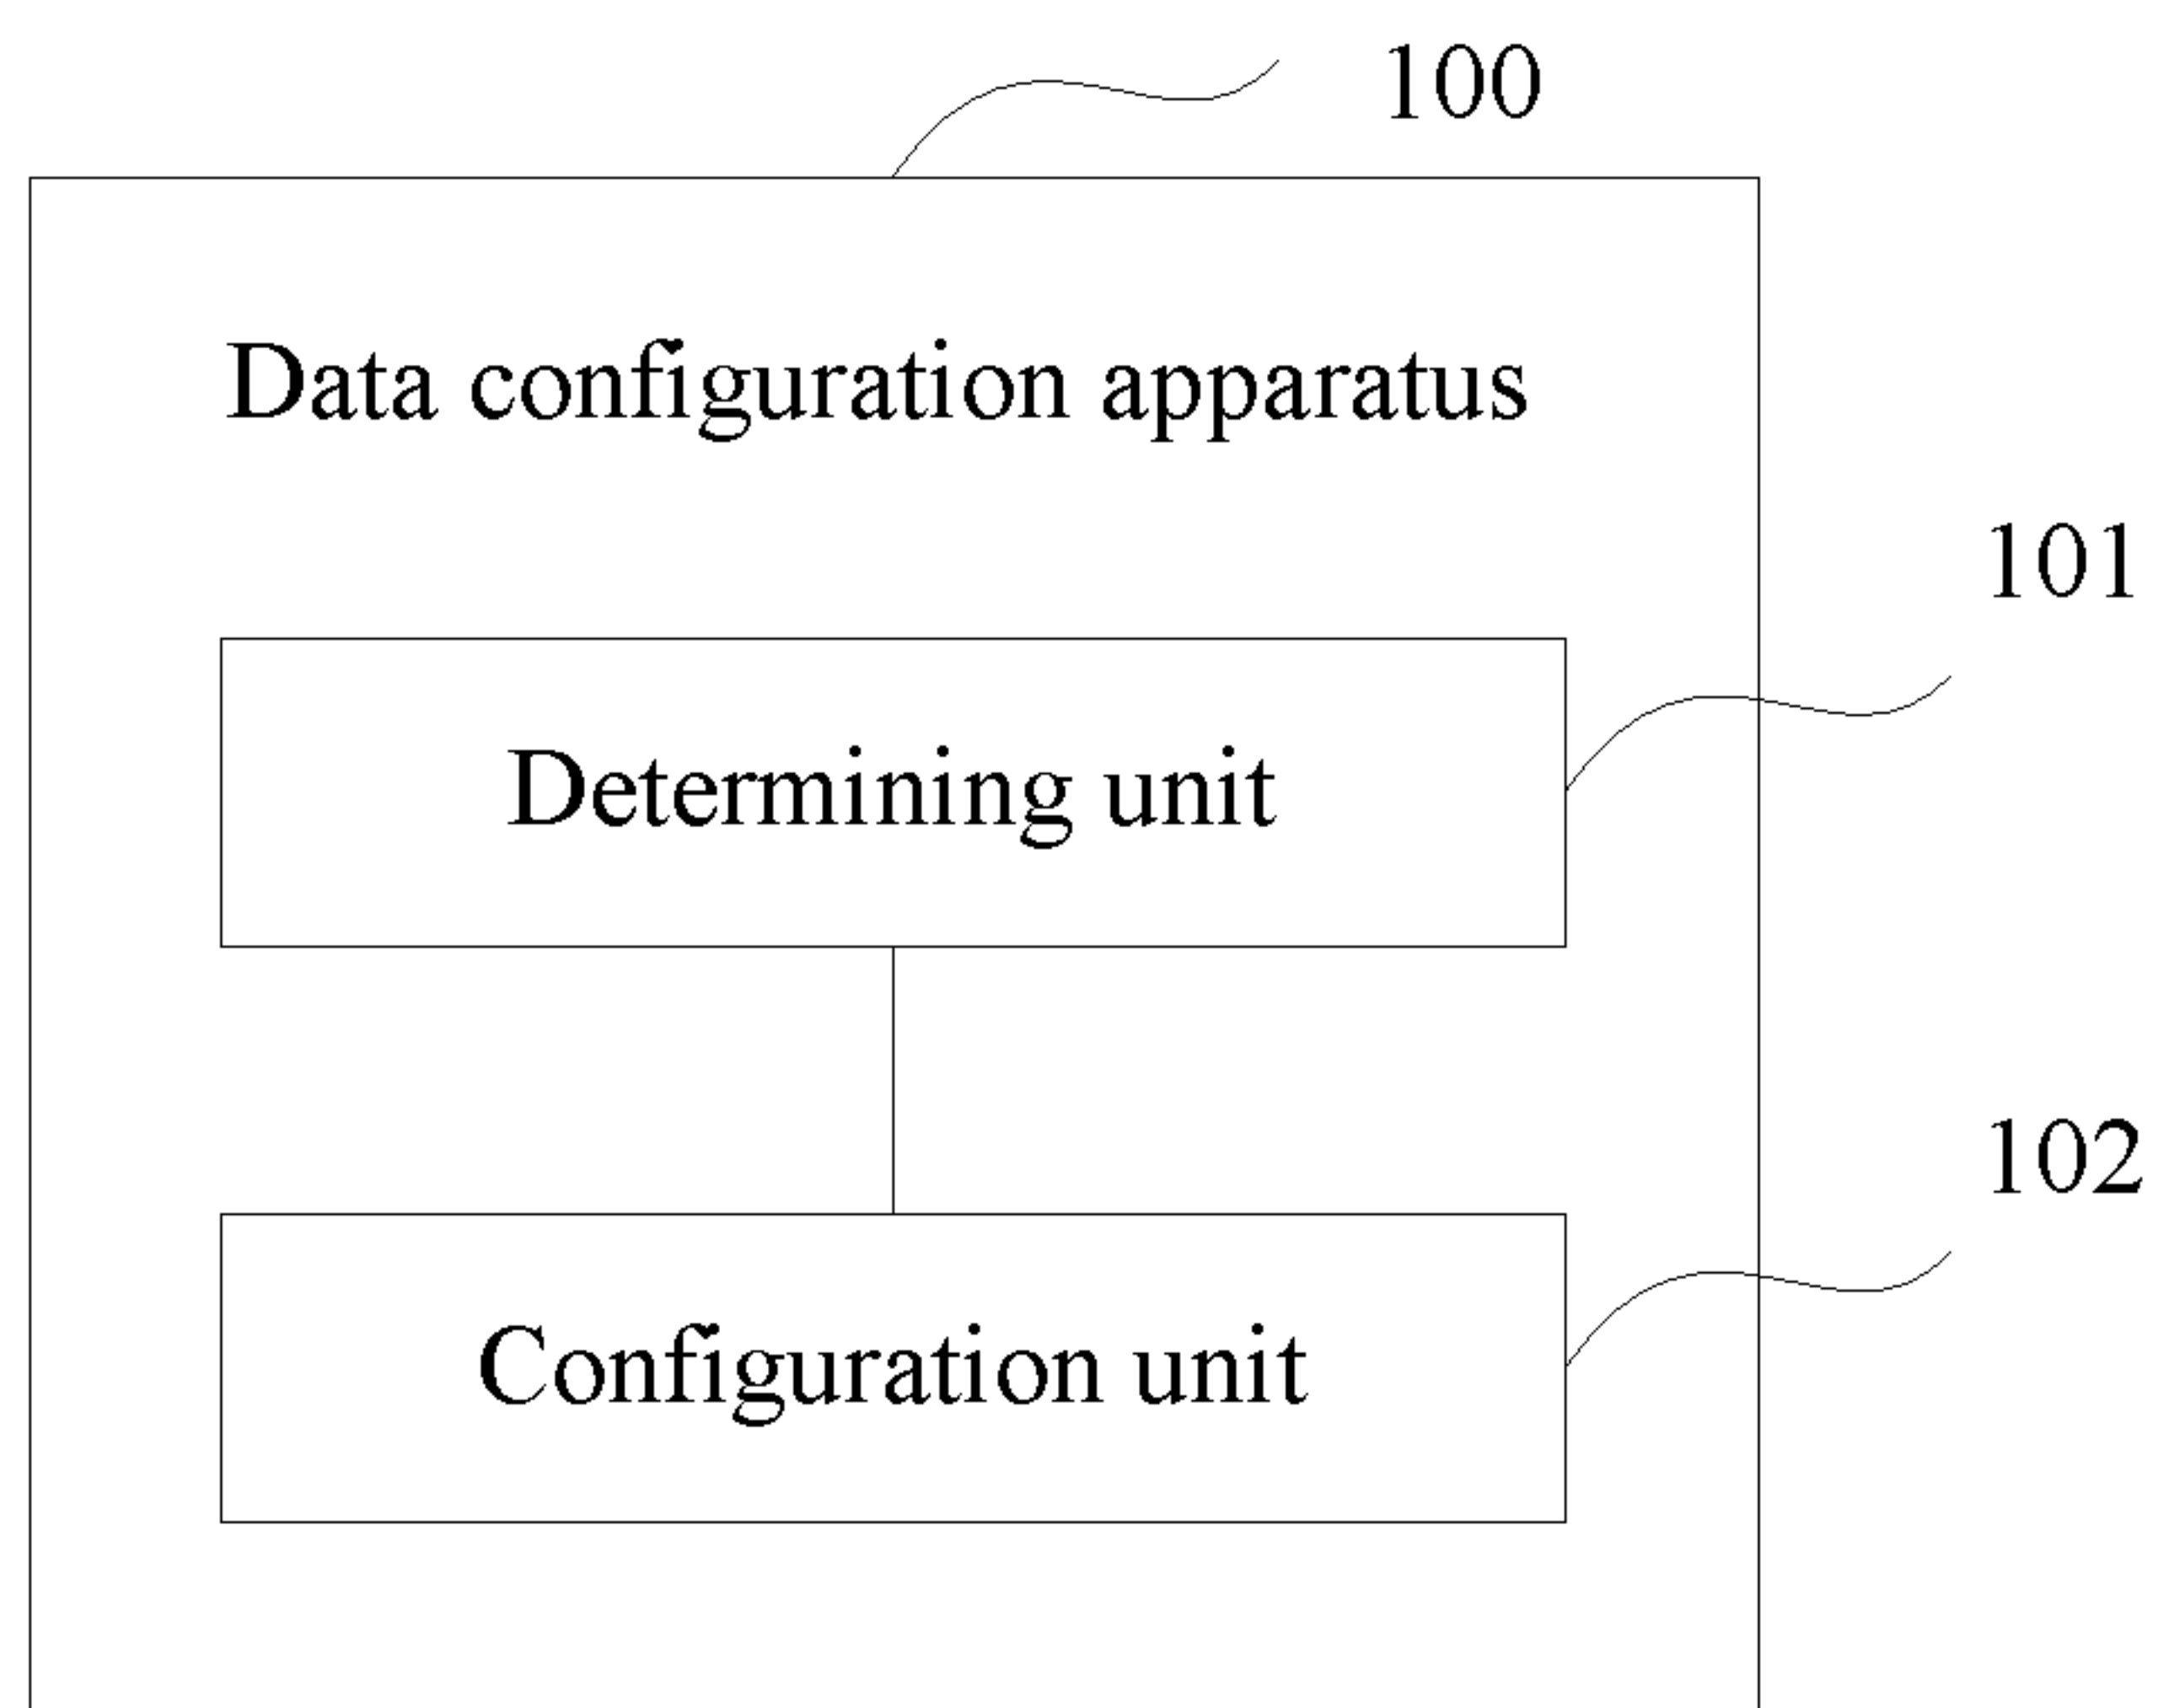 100
Data configuration apparatus
101
Determining unit
102
Configuration unit